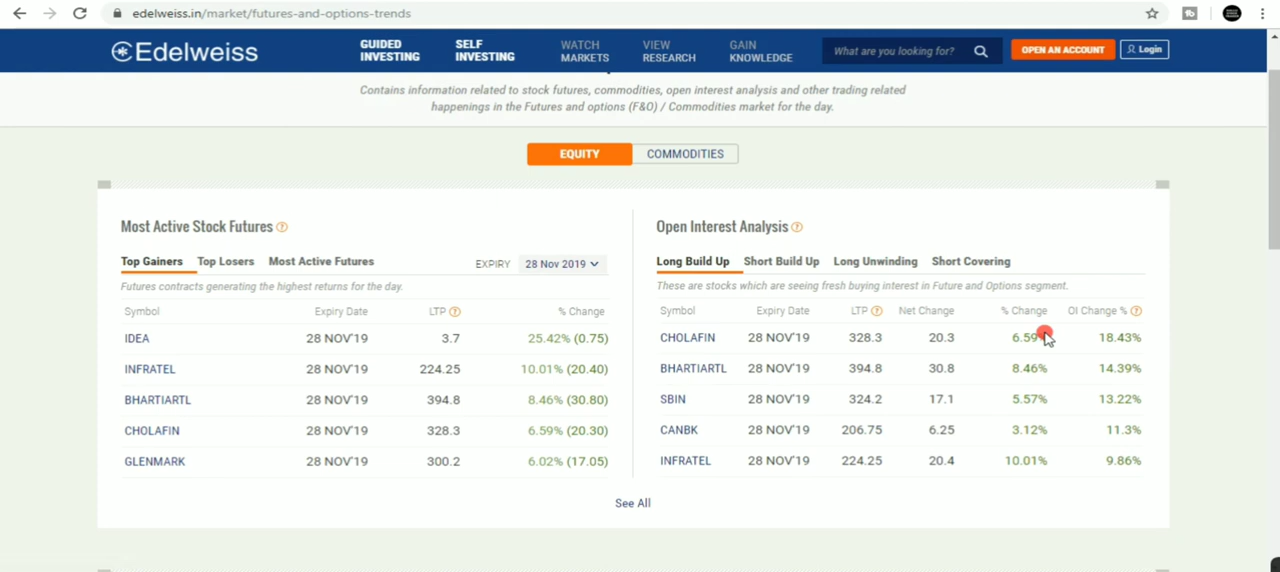 edelweiss.in/market/futures-and-options-trends
Edelweiss
GUIDED INVESTING
SELF INVESTING
WATCH MARKETS
VIEW RESEARCH
GAIN KNOWLEDGE
What are you looking for?
OPEN AN ACCOUNT
Login
Contains information related to stock futures, commodities, open interest analysis and other trading related
happenings in the Futures and options (F&O) / Commodities market for the day.
EQUITY COMMODITIES
Most Active Stock Futures ?
Top Gainers Top Losers Most Active Futures EXPIRY 28 Nov 2019
Futures contracts generating the highest returns for the day.
Symbol Expiry Date LTP ? % Change
IDEA 28 NOV'19 3.7 25.42% (0.75)
INFRATEL 28 NOV'19 224.25 10.01% (20.40)
BHARTIARTL 28 NOV'19 394.8 8.46% (30.80)
CHOLAFIN 28 NOV'19 328.3 6.59% (20.30)
GLENMARK 28 NOV'19 300.2 6.02% (17.05)
Open Interest Analysis ?
Long Build Up Short Build Up Long Unwinding Short Covering
These are stocks which are seeing fresh buying interest in Future and Options segment.
Symbol Expiry Date LTP ? Net Change % Change OI Change % ?
CHOLAFIN 28 NOV'19 328.3 20.3 6.59% 18.43%
BHARTIARTL 28 NOV'19 394.8 30.8 8.46% 14.39%
SBIN 28 NOV'19 324.2 17.1 5.57% 13.22%
CANBK 28 NOV'19 206.75 6.25 3.12% 11.3%
INFRATEL 28 NOV'19 224.25 20.4 10.01% 9.86%
See All